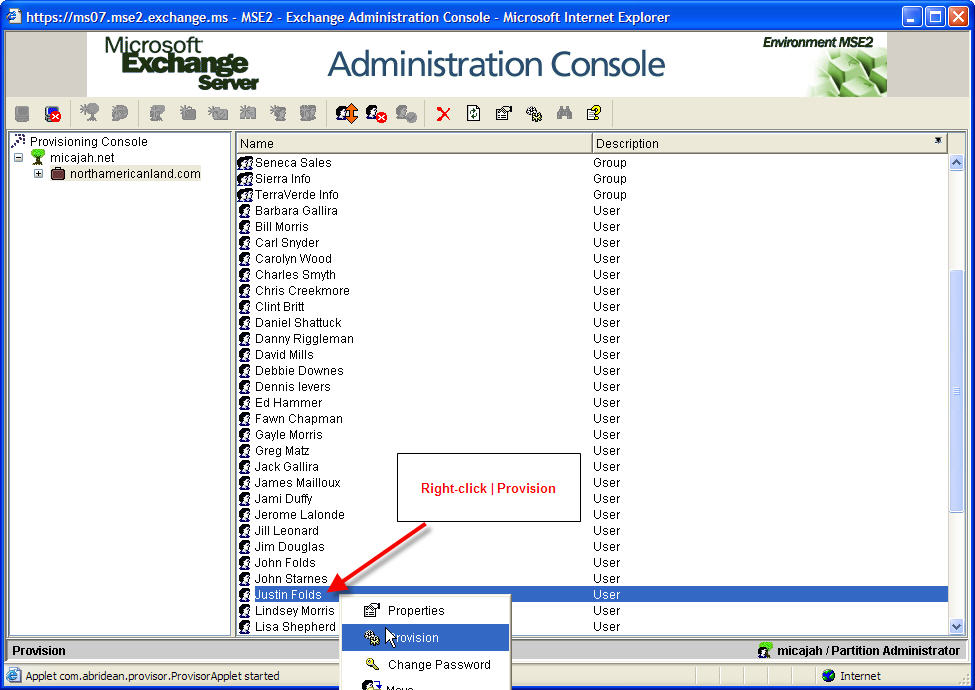 https://ms07.mse2.exchange.ms - MSE2 - Exchange Administration Console - Microsoft Internet Explorer
Microsoft
Exchange
Server
Administration Console
Environment MSE2
Provisioning Console
micajah.net
northamericanland.com
Name Description
Seneca Sales Group
Sierra Info Group
TerraVerde Info Group
Barbara Gallira User
Bill Morris User
Carl Snyder User
Carolyn Wood User
Charles Smyth User
Chris Creekmore User
Clint Britt User
Daniel Shattuck User
Danny Riggleman User
David Mills User
Debbie Downes User
Dennis Ievers User
Ed Hammer User
Fawn Chapman User
Gayle Morris User
Greg Matz User
Jack Gallira User
James Mailloux User
Jami Duffy User
Jerome Lalonde User
Jill Leonard User
Jim Douglas User
John Folds User
John Starnes User
Justin Folds User
Lindsey Morris User
Lisa Shepherd User
Right-click | Provision
Properties
Provision
Change Password
Move
Provision
micajah / Partition Administrator
Applet com.abridean.provisor.ProvisorApplet started
Internet